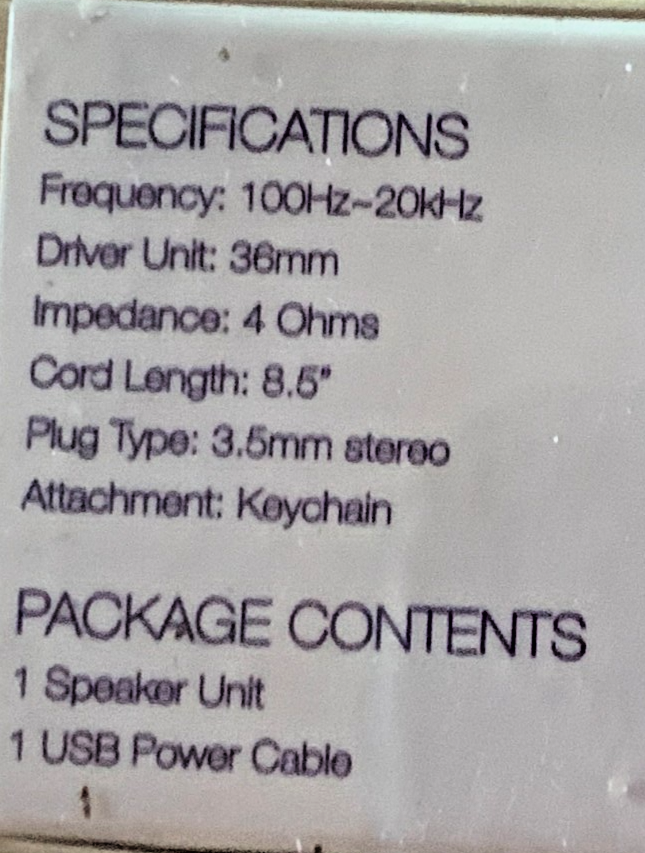 SPECIFICATIONS
Frequency: 100Hz~20kHz
Driver Unit: 36mm
Impedance: 4 Ohms
Cord Length: 8.5"
Plug Type: 3.5mm stereo
Attachment: Keychain
PACKAGE CONTENTS
1 Speaker Unit
1 USB Power Cable